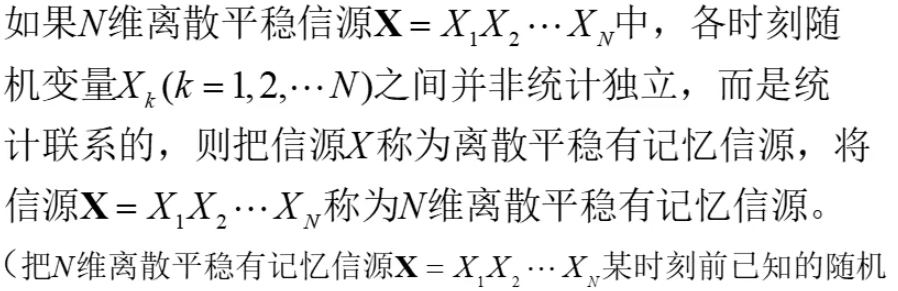 如果N维离散平稳信源X = X₁X₂⋯X_N中，各时刻随
机变量X_k(k = 1,2,⋯N)之间并非统计独立，而是统
计联系的，则把信源X称为离散平稳有记忆信源，将
信源X = X₁X₂⋯X_N称为N维离散平稳有记忆信源。
（把N维离散平稳有记忆信源X = X₁X₂⋯X_N某时刻前已知的随机